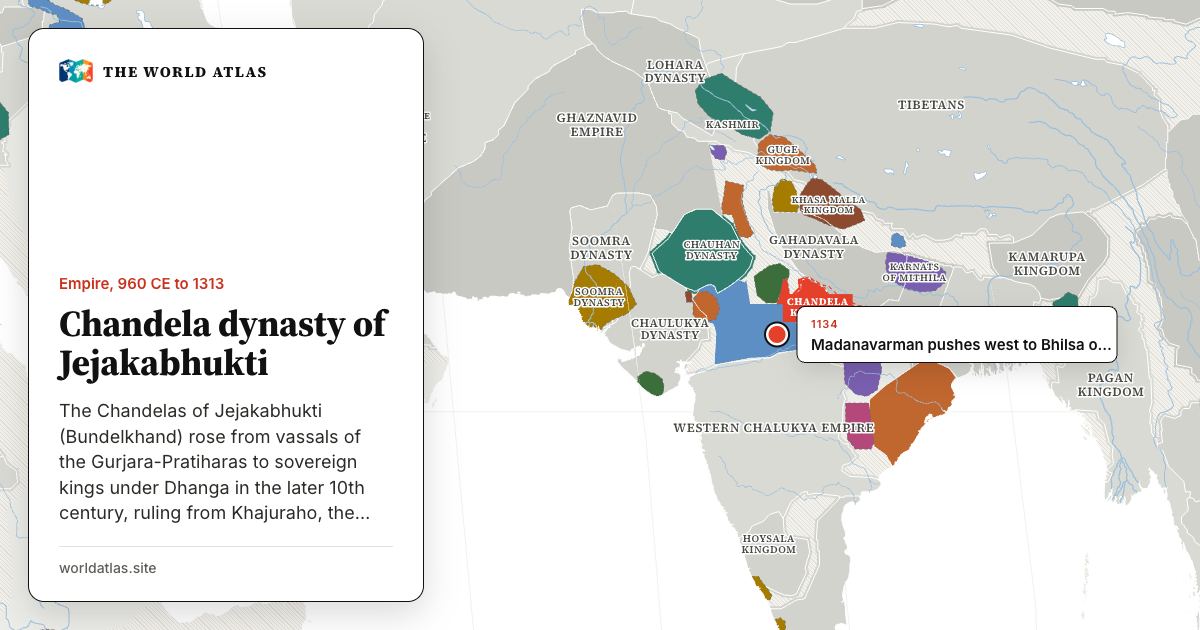 THE WORLD ATLAS
Empire, 960 CE to 1313
Chandela dynasty of
Jejakabhukti
The Chandelas of Jejakabhukti
(Bundelkhand) rose from vassals of
the Gurjara-Pratiharas to sovereign
kings under Dhanga in the later 10th
century, ruling from Khajuraho, the...
worldatlas.site
LOHARA
DYNASTY
GHAZNAVID
EMPIRE
KASHMIR
TIBETANS
GUGE
KINGDOM
KHASA MALLA
KINGDOM
SOOMRA
DYNASTY
CHAUHAN
DYNASTY
GAHADAVALA
DYNASTY
KARNATS
OF MITHILA
KAMARUPA
KINGDOM
SOOMRA
DYNASTY
CHANDELA
CHAULUKYA
DYNASTY
1134
Madanavarman pushes west to Bhilsa o...
PAGAN
KINGDOM
WESTERN CHALUKYA EMPIRE
HOYSALA
KINGDOM